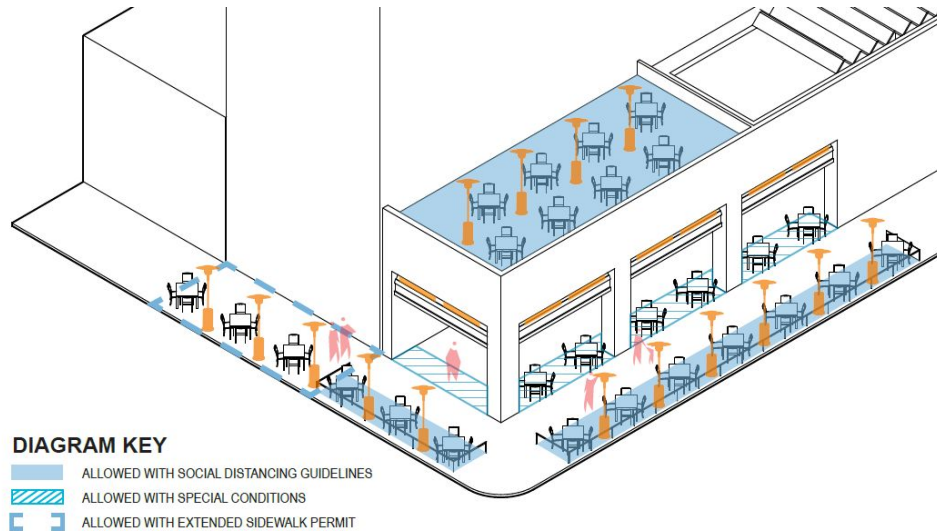 DIAGRAM KEY
ALLOWED WITH SOCIAL DISTANCING GUIDELINES
ALLOWED WITH SPECIAL CONDITIONS
ALLOWED WITH EXTENDED SIDEWALK PERMIT